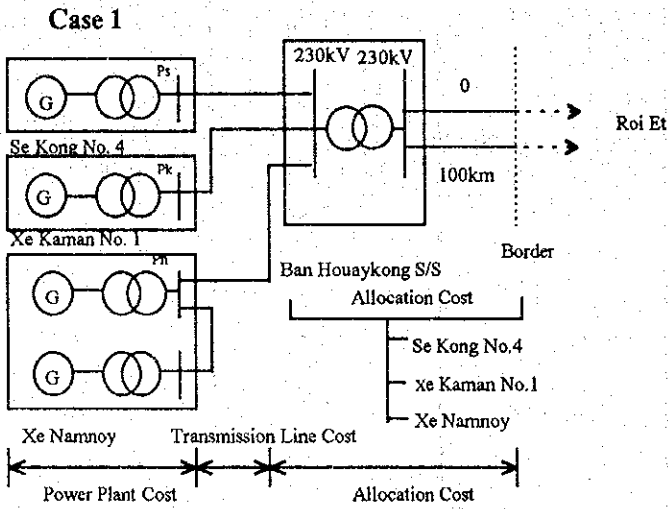 Case 1
230kV 230kV
Ps
G
0
Roi Et
Se Kong No. 4
Pk
G
100km
Xe Kaman No. 1
Border
Pn
Ban Houaykong S/S
G
Allocation Cost
Se Kong No.4
G
xe Kaman No.1
Xe Namnoy
Xe Namnoy
Transmission Line Cost
Power Plant Cost
Allocation Cost